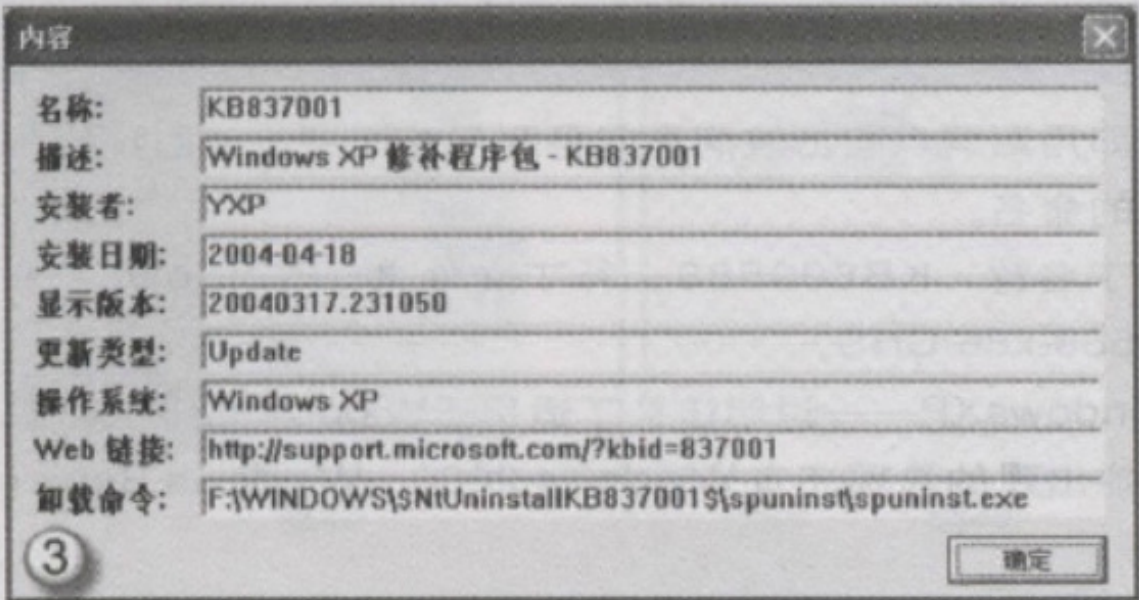 内容
名称: KB837001
描述: Windows XP 修补程序包 - KB837001
安装者: YXP
安装日期: 2004-04-18
显示版本: 20040317.231050
更新类型: Update
操作系统: Windows XP
Web 链接: http://support.microsoft.com/?kbid=837001
卸载命令: F:\WINDOWS\$NtUninstallKB837001$\spuninst\spuninst.exe
③ 确定